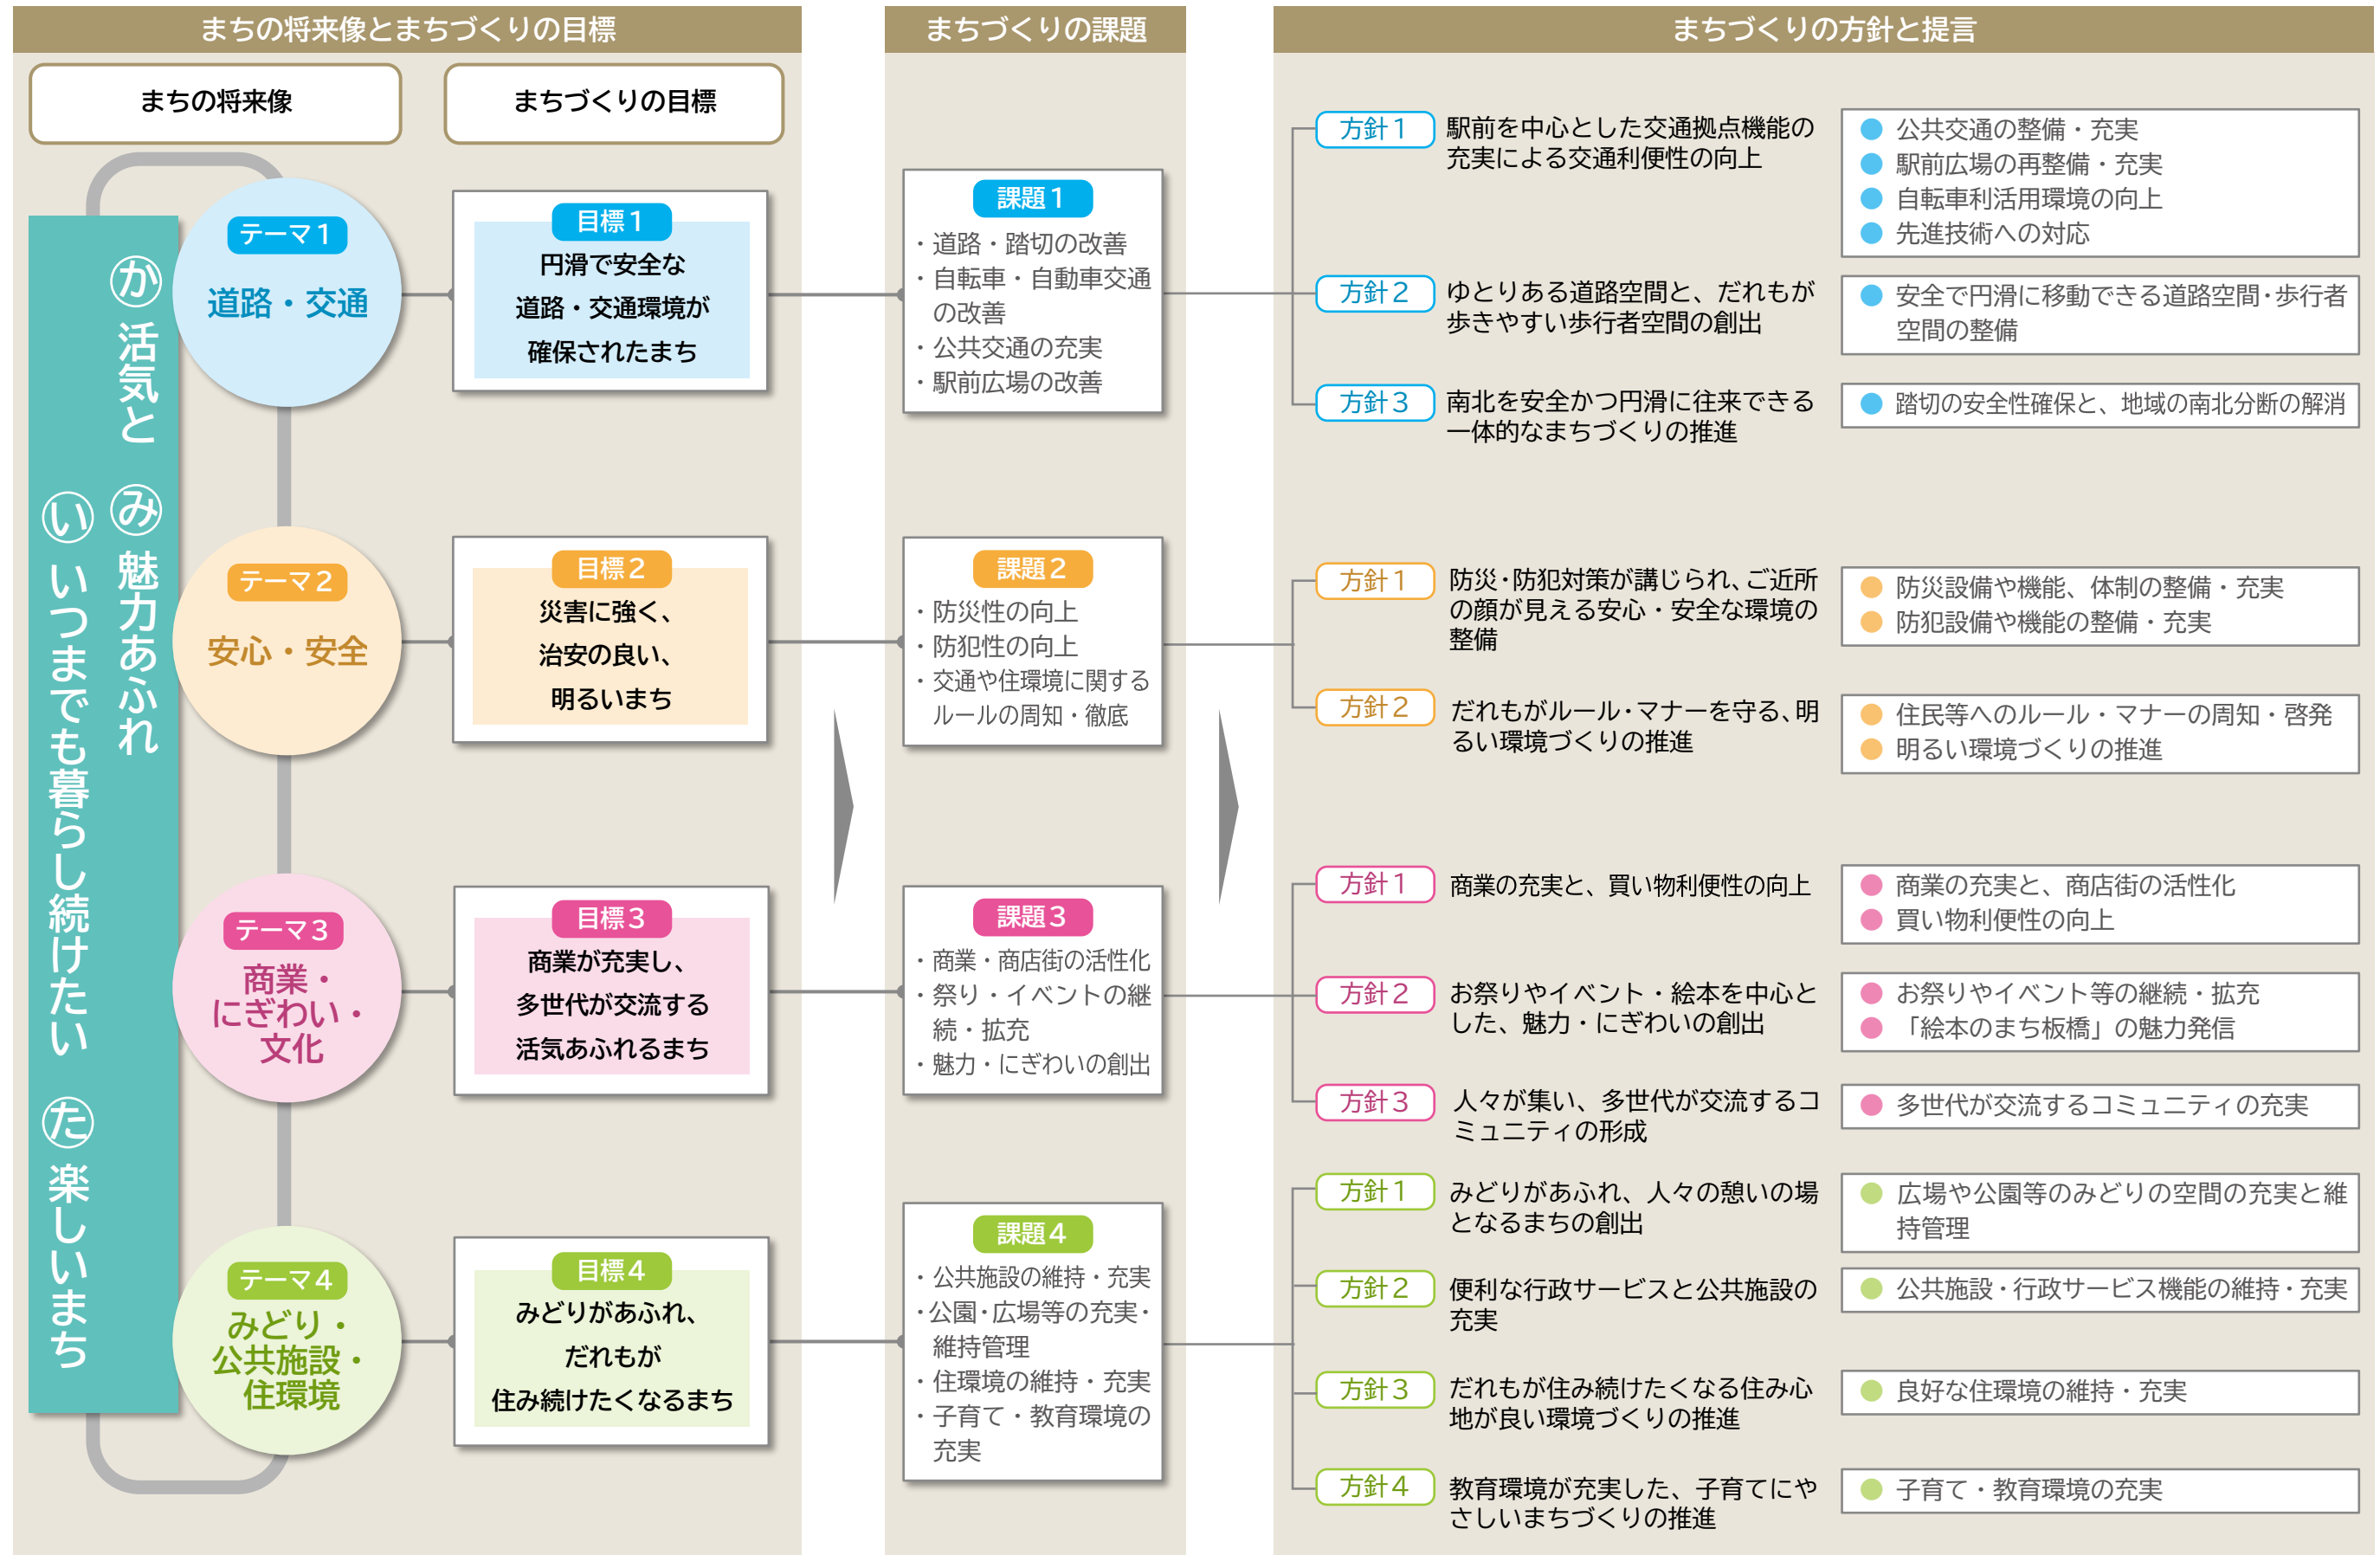 まちの将来像とまちづくりの目標
まちの将来像
まちづくりの目標
か 活気と　み 魅力あふれ
い いつまでも暮らし続けたい　た 楽しいまち
テーマ1
道路・交通
目標1
円滑で安全な
道路・交通環境が
確保されたまち
テーマ2
安心・安全
目標2
災害に強く、
治安の良い、
明るいまち
テーマ3
商業・
にぎわい・
文化
目標3
商業が充実し、
多世代が交流する
活気あふれるまち
テーマ4
みどり・
公共施設・
住環境
目標4
みどりがあふれ、
だれもが
住み続けたくなるまち
まちづくりの課題
課題1
・道路・踏切の改善
・自転車・自動車交通
の改善
・公共交通の充実
・駅前広場の改善
課題2
・防災性の向上
・防犯性の向上
・交通や住環境に関する
ルールの周知・徹底
課題3
・商業・商店街の活性化
・祭り・イベントの継
続・拡充
・魅力・にぎわいの創出
課題4
・公共施設の維持・充実
・公園・広場等の充実・
維持管理
・住環境の維持・充実
・子育て・教育環境の
充実
まちづくりの方針と提言
方針1
駅前を中心とした交通拠点機能の
充実による交通利便性の向上
● 公共交通の整備・充実
● 駅前広場の再整備・充実
● 自転車利活用環境の向上
● 先進技術への対応
方針2
ゆとりある道路空間と、だれもが
歩きやすい歩行者空間の創出
● 安全で円滑に移動できる道路空間・歩行者
空間の整備
方針3
南北を安全かつ円滑に往来できる
一体的なまちづくりの推進
● 踏切の安全性確保と、地域の南北分断の解消
方針1
防災・防犯対策が講じられ、ご近所
の顔が見える安心・安全な環境の
整備
● 防災設備や機能、体制の整備・充実
● 防犯設備や機能の整備・充実
方針2
だれもがルール・マナーを守る、明
るい環境づくりの推進
● 住民等へのルール・マナーの周知・啓発
● 明るい環境づくりの推進
方針1
商業の充実と、買い物利便性の向上
● 商業の充実と、商店街の活性化
● 買い物利便性の向上
方針2
お祭りやイベント・絵本を中心と
した、魅力・にぎわいの創出
● お祭りやイベント等の継続・拡充
● 「絵本のまち板橋」の魅力発信
方針3
人々が集い、多世代が交流するコ
ミュニティの形成
● 多世代が交流するコミュニティの充実
方針1
みどりがあふれ、人々の憩いの場
となるまちの創出
● 広場や公園等のみどりの空間の充実と維
持管理
方針2
便利な行政サービスと公共施設の
充実
● 公共施設・行政サービス機能の維持・充実
方針3
だれもが住み続けたくなる住み心
地が良い環境づくりの推進
● 良好な住環境の維持・充実
方針4
教育環境が充実した、子育てにや
さしいまちづくりの推進
● 子育て・教育環境の充実